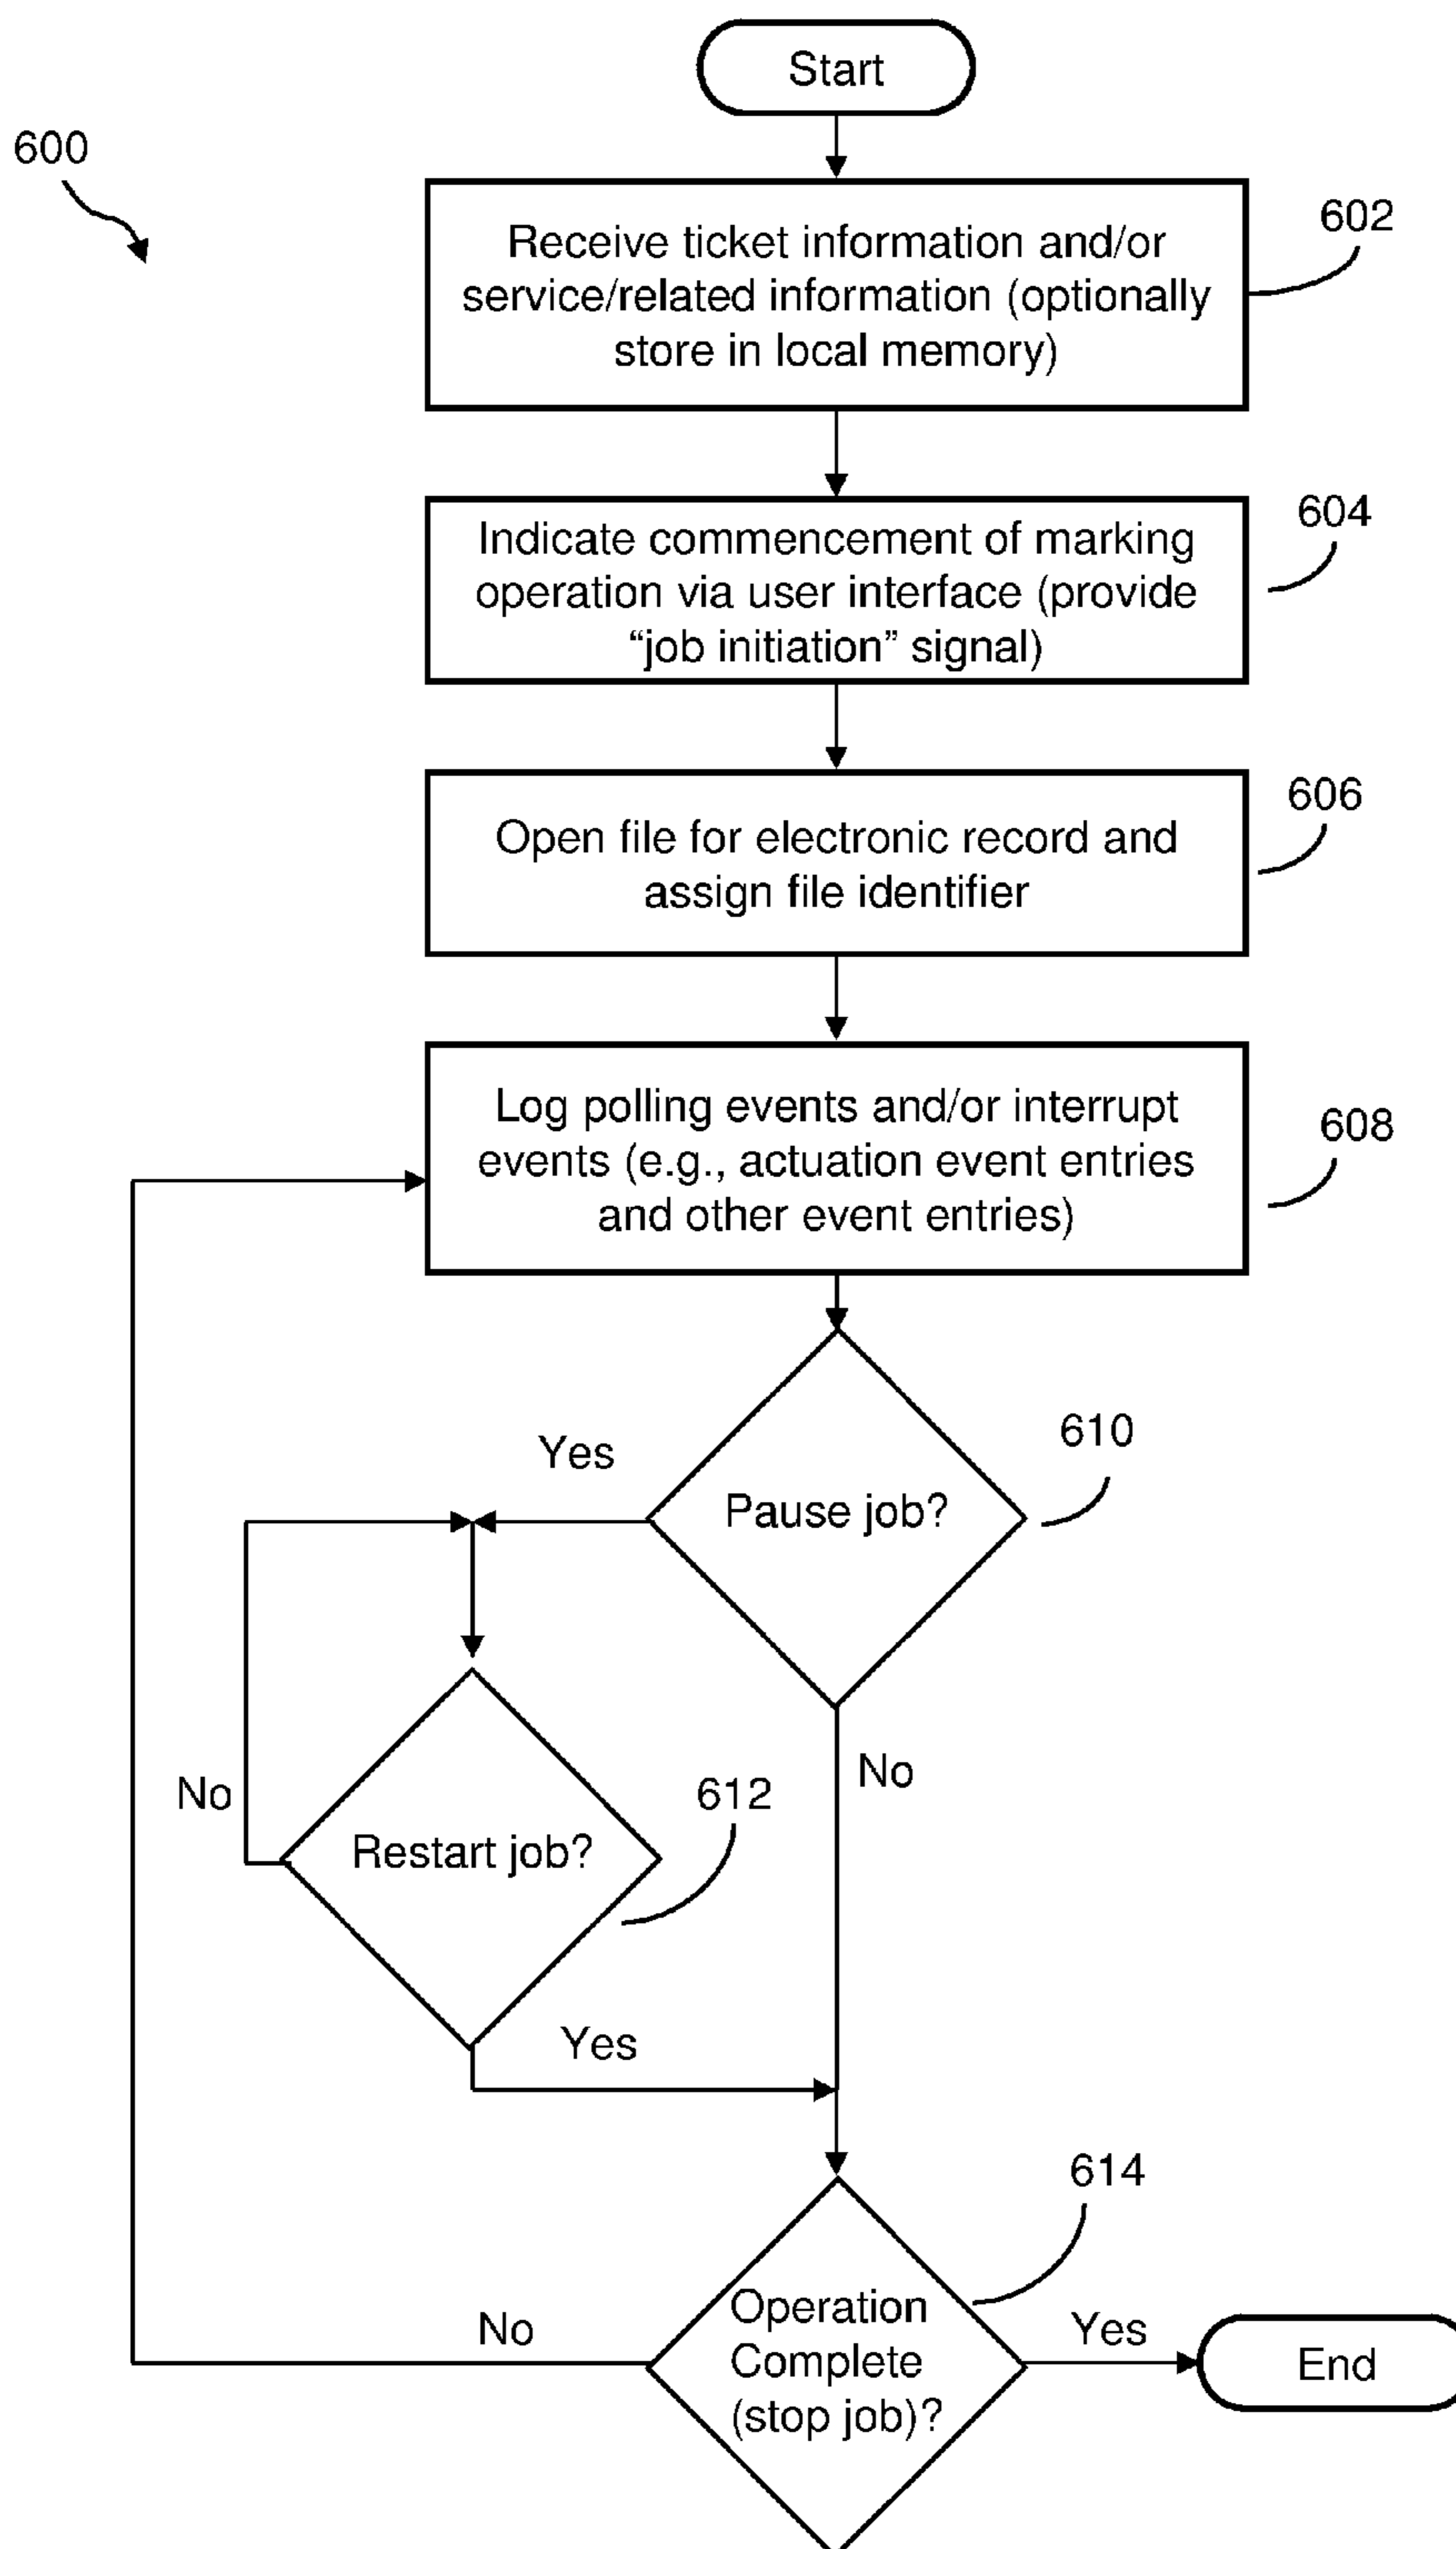 Start
600
602
Receive ticket information and/or
service/related information (optionally
store in local memory)
604
Indicate commencement of marking
operation via user interface (provide
“job initiation” signal)
606
Open file for electronic record and
assign file identifier
608
Log polling events and/or interrupt
events (e.g., actuation event entries
and other event entries)
610
Yes
Pause job?
No
612
No
Restart job?
Yes
614
No
Operation
Complete
(stop job)?
Yes
End